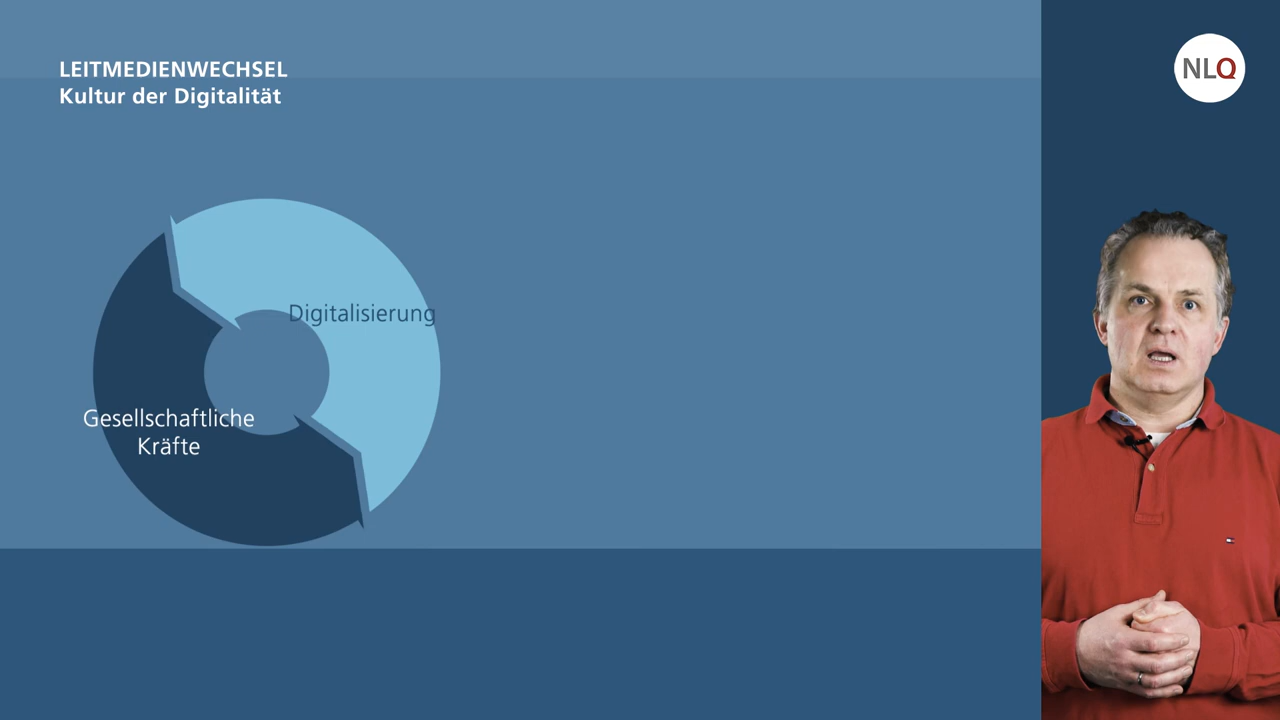 LEITMEDIENWECHSEL
Kultur der Digitalität
NLQ
Digitalisierung
Gesellschaftliche
Kräfte